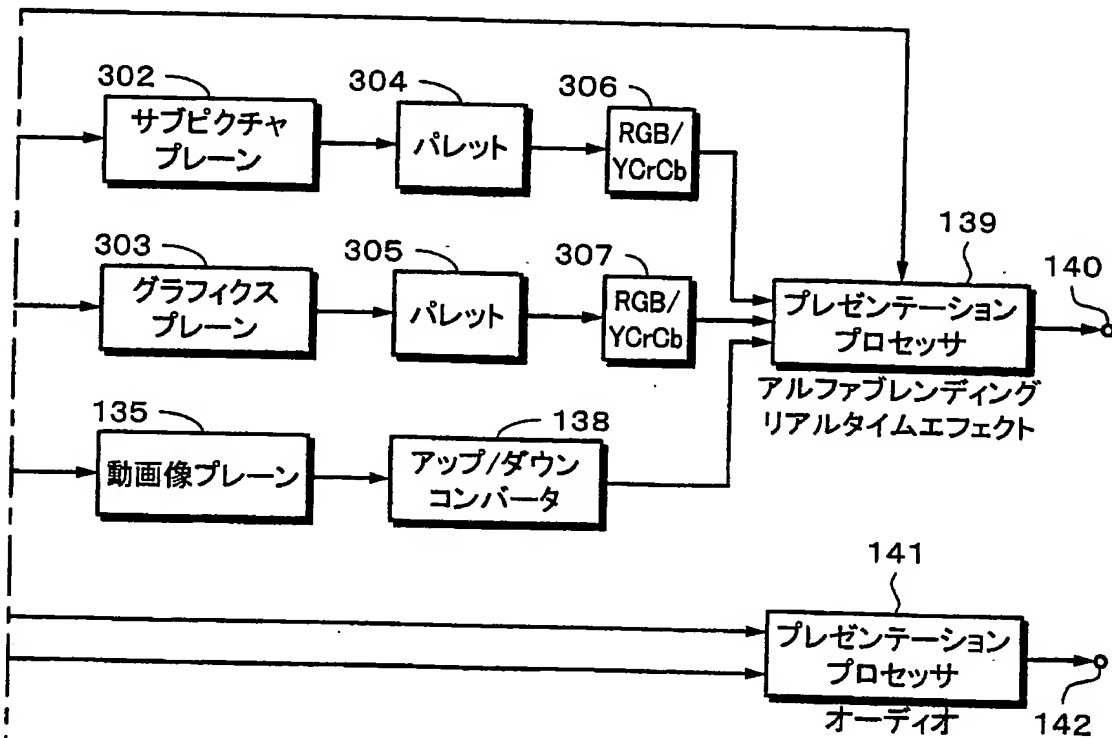 302
サブピクチャ
プレーン
304
パレット
306
RGB/
YCrCb
303
グラフィクス
プレーン
305
パレット
307
RGB/
YCrCb
139
プレゼンテーション
プロセッサ
アルファブレンディング
リアルタイムエフェクト
140
135
動画像プレーン
138
アップ/ダウン
コンバータ
141
プレゼンテーション
プロセッサ
オーディオ
142